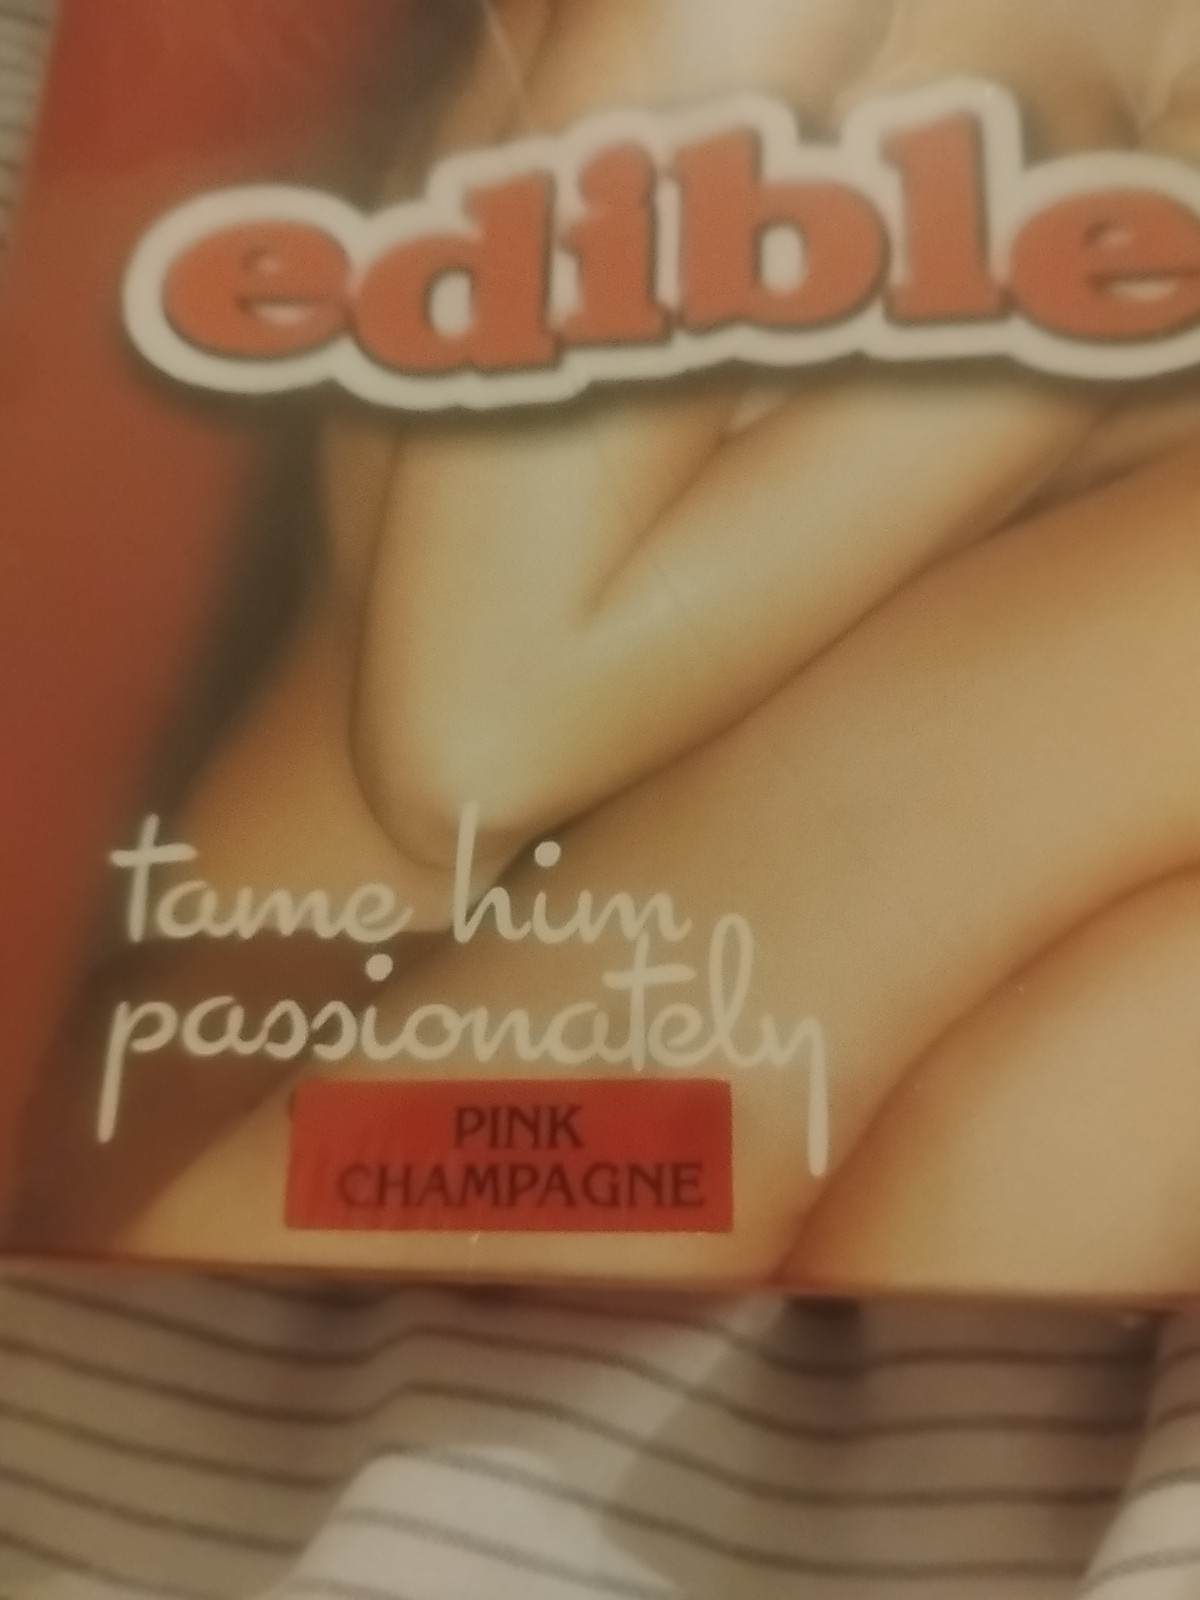 edible
tame him
passionately
PINK
CHAMPAGNE